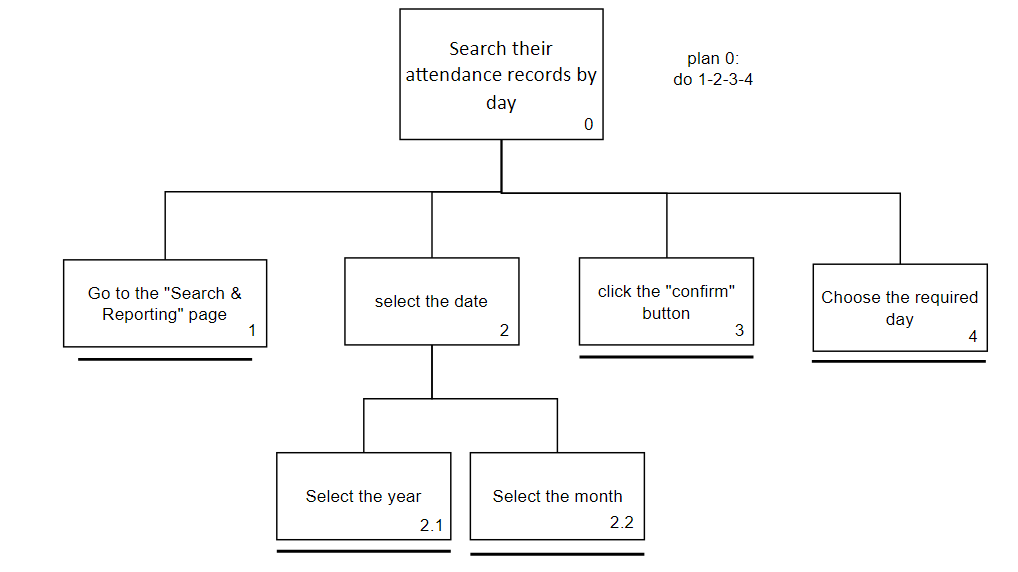 Search their
attendance records by
day
0
plan 0:
do 1-2-3-4
Go to the "Search &
Reporting" page
1
select the date
2
click the "confirm"
button
3
Choose the required
day
4
Select the year
2.1
Select the month
2.2